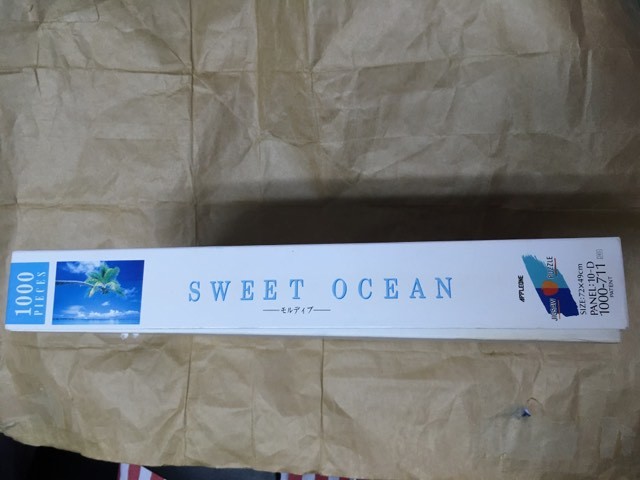 1000
PIECES
SWEET OCEAN
モルディブ
APPLEONE
JIGSAW PUZZLE
SIZE:72×49cm
PANEL:10-D
1000-711
PATENT